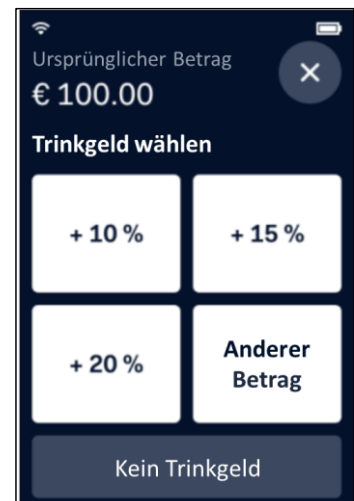 Ursprünglicher Betrag
€ 100.00
Trinkgeld wählen
+ 10 %
+ 15 %
+ 20 %
Anderer
Betrag
Kein Trinkgeld